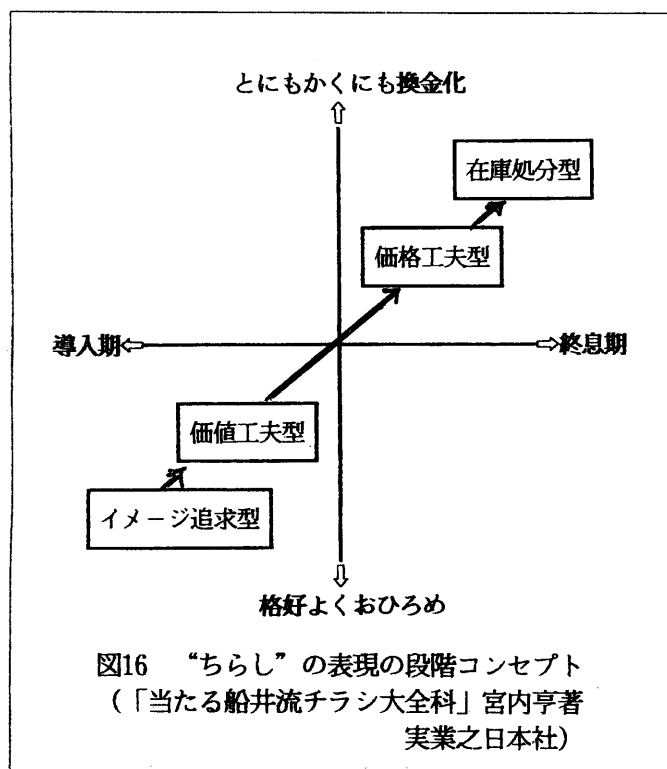 とにもかくにも換金化
在庫処分型
価格工夫型
導入期
終息期
価値工夫型
イメージ追求型
格好よくおひろめ
図16 “ちらし”の表現の段階コンセプト
（「当たる船井流チラシ大全科」宮内亨著
実業之日本社）